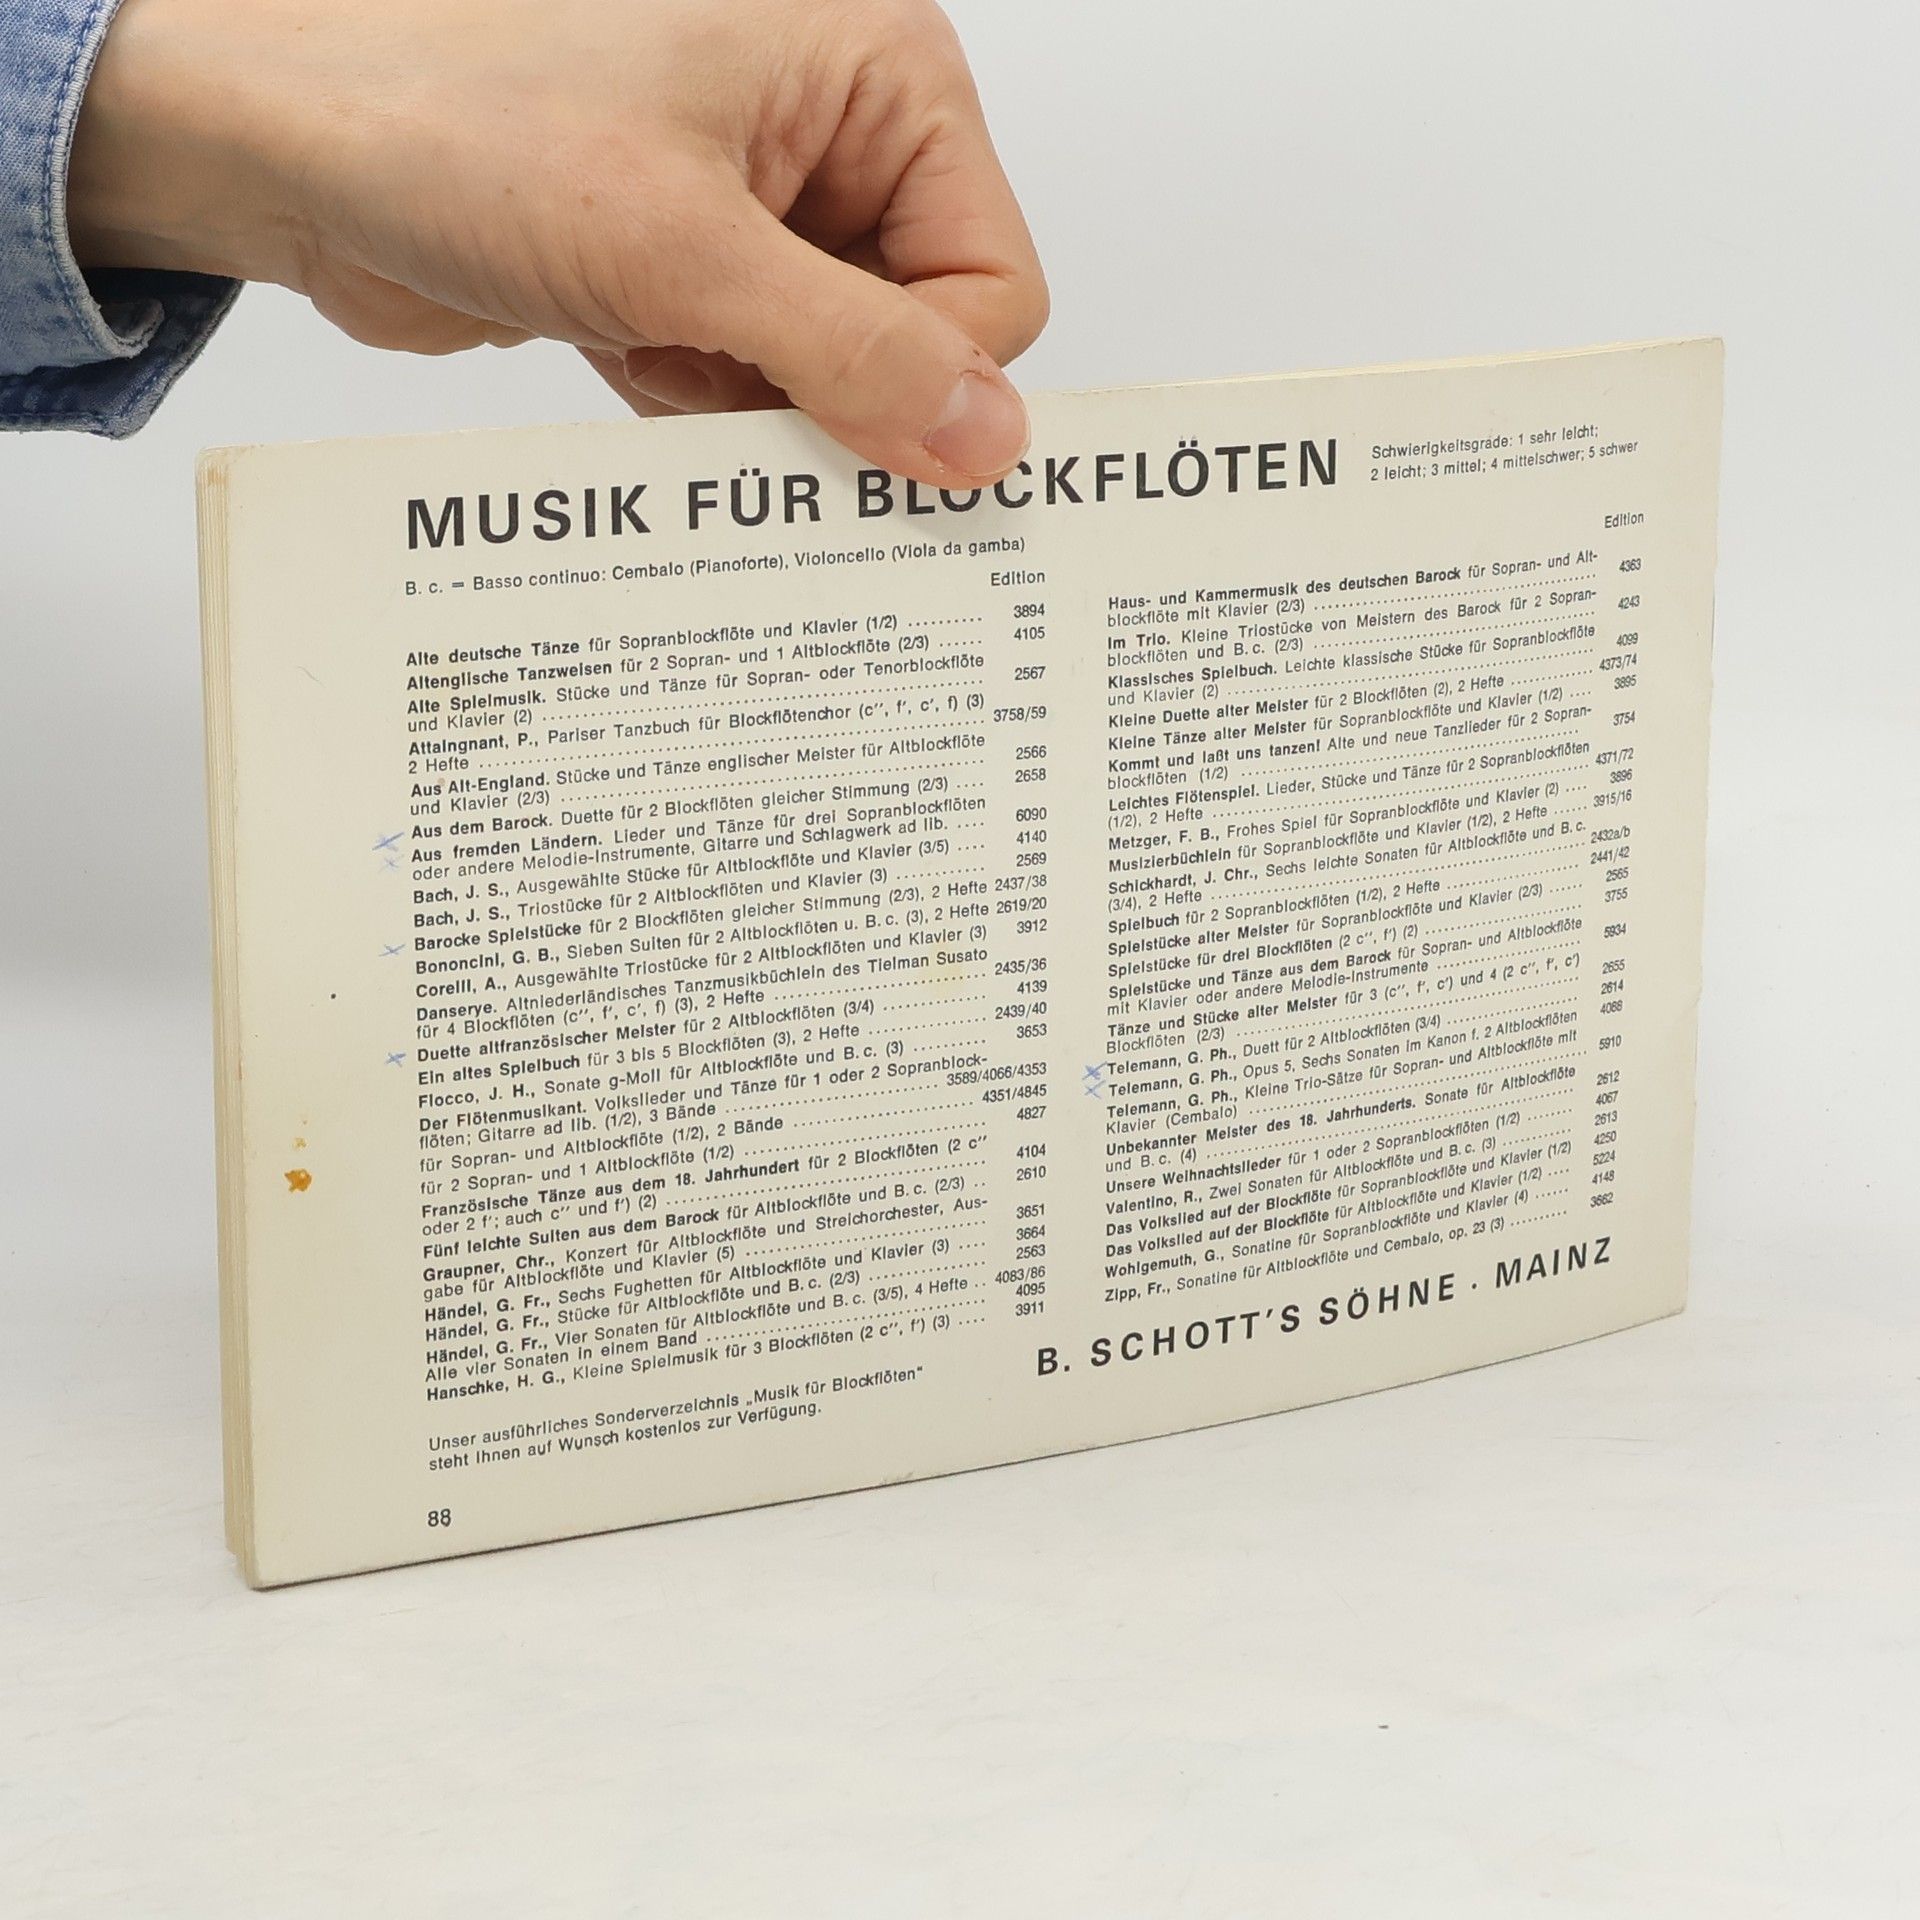 MUSIK FÜR BLOCKFLÖTEN
Schwierigkeitsgrade: 1 sehr leicht;
2 leicht; 3 mittel; 4 mittelschwer; 5 schwer
B. c. = Basso continuo: Cembalo (Pianoforte), Violoncello (Viola da gamba)
Edition
Alte deutsche Tänze für Sopranblockflöte und Klavier (1/2) .......... 3894
Altenglische Tanzweisen für 2 Sopran- und 1 Altblockflöte (2/3) ...... 4105
Alte Spielmusik. Stücke und Tänze für Sopran- oder Tenorblockflöte
und Klavier (2) .......... 2567
Attaingnant, P., Pariser Tanzbuch für Blockflötenchor (c'', f', c', f) (3)
2 Hefte .......... 3758/59
Aus Alt-England. Stücke und Tänze englischer Meister für Altblockflöte
und Klavier (2/3) .......... 2566
Aus dem Barock. Duette für 2 Blockflöten gleicher Stimmung (2/3) .... 2658
Aus fremden Ländern. Lieder und Tänze für drei Sopranblockflöten
oder andere Melodie-Instrumente, Gitarre und Schlagwerk ad lib. .... 6090
Bach, J. S., Ausgewählte Stücke für Altblockflöte und Klavier (3/5) .... 4140
Bach, J. S., Triostücke für 2 Altblockflöten und Klavier (3) .......... 2569
Barocke Spielstücke für 2 Blockflöten gleicher Stimmung (2/3), 2 Hefte 2437/38
Bononcini, G. B., Sieben Suiten für 2 Altblockflöten u. B. c. (3), 2 Hefte 2619/20
Corelli, A., Ausgewählte Triostücke für 2 Altblockflöten und Klavier (3) 3912
Danserye. Altniederländisches Tanzmusikbüchlein des Tielman Susato
für 4 Blockflöten (c'', f', c', f) (3), 2 Hefte .......... 2435/36
Duette altfranzösischer Meister für 2 Altblockflöten (3/4) .......... 4139
Ein altes Spielbuch für 3 bis 5 Blockflöten (3), 2 Hefte .......... 2439/40
Fiocco, J. H., Sonate g-Moll für Altblockflöte und B. c. (3) .......... 3653
Der Flötenmusikant. Volkslieder und Tänze für 1 oder 2 Sopranblock-
flöten; Gitarre ad lib. (1/2), 3 Bände .......... 3589/4066/4353
für Sopran- und Altblockflöte (1/2), 2 Bände .......... 4351/4845
für 2 Sopran- und 1 Altblockflöte (1/2) .......... 4827
Französische Tänze aus dem 18. Jahrhundert für 2 Blockflöten (2 c''
oder 2 f'; auch c'' und f') (2) .......... 4104
Fünf leichte Suiten aus dem Barock für Altblockflöte und B. c. (2/3) .. 2610
Graupner, Chr., Konzert für Altblockflöte und Streichorchester, Aus-
gabe für Altblockflöte und Klavier (5) .......... 3651
Händel, G. Fr., Sechs Fughetten für Altblockflöte und Klavier (3) .... 3664
Händel, G. Fr., Stücke für Altblockflöte und B. c. (2/3) .......... 2563
Händel, G. Fr., Vier Sonaten für Altblockflöte und B. c. (3/5), 4 Hefte .. 4083/86
Alle vier Sonaten in einem Band .......... 4095
Hanschke, H. G., Kleine Spielmusik für 3 Blockflöten (2 c'', f') (3) .... 3911
Unser ausführliches Sonderverzeichnis „Musik für Blockflöten“
steht Ihnen auf Wunsch kostenlos zur Verfügung.
88
Edition
Haus- und Kammermusik des deutschen Barock für Sopran- und Alt-
blockflöte mit Klavier (2/3) .......... 4363
Im Trio. Kleine Triostücke von Meistern des Barock für 2 Sopran-
blockflöten und B. c. (2/3) .......... 4243
Klassisches Spielbuch. Leichte klassische Stücke für Sopranblockflöte
und Klavier (2) .......... 4099
Kleine Duette alter Meister für 2 Blockflöten (2), 2 Hefte .......... 4373/74
Kleine Tänze alter Meister für Sopranblockflöte und Klavier (1/2) .... 3895
Kommt und laßt uns tanzen! Alte und neue Tanzlieder für 2 Sopran-
blockflöten (1/2) .......... 3754
Leichtes Flötenspiel. Lieder, Stücke und Tänze für 2 Sopranblockflöten
(1/2), 2 Hefte .......... 4371/72
Metzger, F. B., Frohes Spiel für Sopranblockflöte und Klavier (2) .... 3896
Musizierbüchlein für Sopranblockflöte und Klavier (1/2), 2 Hefte ...... 3915/16
Schickhardt, J. Chr., Sechs leichte Sonaten für Altblockflöte und B. c.
(3/4), 2 Hefte .......... 2432a/b
Spielbuch für 2 Sopranblockflöten (1/2), 2 Hefte .......... 2441/42
Spielstücke alter Meister für Sopranblockflöte und Klavier (2/3) ...... 2565
Spielstücke für drei Blockflöten (2 c'', f') (2) .......... 3755
Spielstücke und Tänze aus dem Barock für Sopran- und Altblockflöte
mit Klavier oder andere Melodie-Instrumente .......... 5934
Tänze und Stücke alter Meister für 3 (c'', f', c') und 4 (2 c'', f', c')
Blockflöten (2/3) .......... 2655
Telemann, G. Ph., Duett für 2 Altblockflöten (3/4) .......... 2614
Telemann, G. Ph., Opus 5, Sechs Sonaten im Kanon f. 2 Altblockflöten 4088
Telemann, G. Ph., Kleine Trio-Sätze für Sopran- und Altblockflöte mit
Klavier (Cembalo) .......... 5910
Unbekannter Meister des 18. Jahrhunderts. Sonate für Altblockflöte
und B. c. (4) .......... 2612
Unsere Weihnachtslieder für 1 oder 2 Sopranblockflöten (1/2) ........ 4067
Valentino, R., Zwei Sonaten für Altblockflöte und B. c. (3) .......... 2613
Das Volkslied auf der Blockflöte für Sopranblockflöte und Klavier (1/2) 4250
Das Volkslied auf der Blockflöte für Altblockflöte und Klavier (1/2) .... 5224
Wohlgemuth, G., Sonatine für Sopranblockflöte und Klavier (4) ...... 4148
Zipp, Fr., Sonatine für Altblockflöte und Cembalo, op. 23 (3) .......... 3662
B. SCHOTT'S SÖHNE · MAINZ